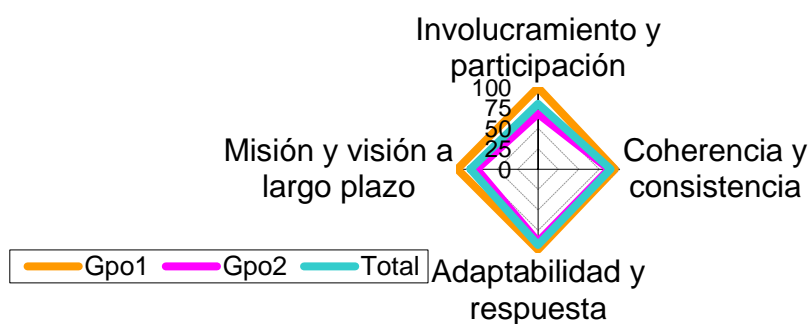 Involucramiento y
participación
100
75
50
25
0
Misión y visión a
largo plazo
Coherencia y
consistencia
Gpo1 Gpo2 Total
Adaptabilidad y
respuesta